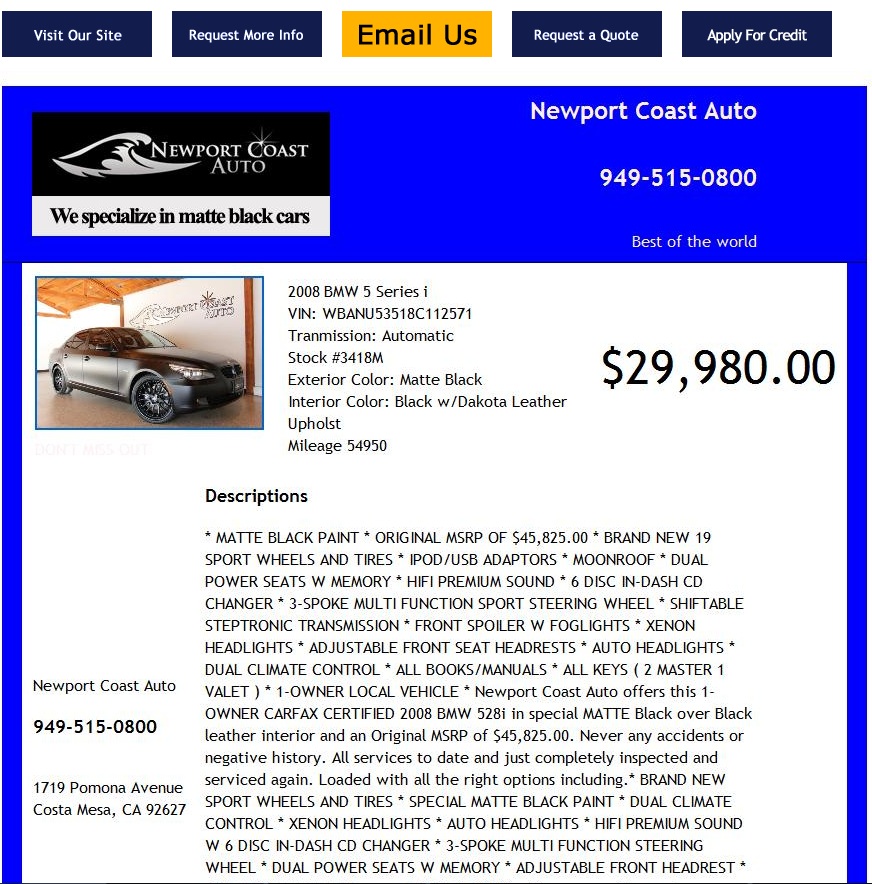 Visit Our Site
Request More Info
Email Us
Request a Quote
Apply For Credit
Newport Coast Auto
NEWPORT COAST
AUTO
We specialize in matte black cars
949-515-0800
Best of the world
NEWPORT COAST
AUTO
2008 BMW 5 Series i
VIN: WBANU53518C112571
Tranmission: Automatic
Stock #3418M
Exterior Color: Matte Black
Interior Color: Black w/Dakota Leather
Upholst
Mileage 54950
$29,980.00
DON'T MISS OUT
Descriptions
* MATTE BLACK PAINT * ORIGINAL MSRP OF $45,825.00 * BRAND NEW 19
SPORT WHEELS AND TIRES * IPOD/USB ADAPTORS * MOONROOF * DUAL
POWER SEATS W MEMORY * HIFI PREMIUM SOUND * 6 DISC IN-DASH CD
CHANGER * 3-SPOKE MULTI FUNCTION SPORT STEERING WHEEL * SHIFTABLE
STEPTRONIC TRANSMISSION * FRONT SPOILER W FOGLIGHTS * XENON
HEADLIGHTS * ADJUSTABLE FRONT SEAT HEADRESTS * AUTO HEADLIGHTS *
DUAL CLIMATE CONTROL * ALL BOOKS/MANUALS * ALL KEYS ( 2 MASTER 1
VALET ) * 1-OWNER LOCAL VEHICLE * Newport Coast Auto offers this 1-
OWNER CARFAX CERTIFIED 2008 BMW 528i in special MATTE Black over Black
leather interior and an Original MSRP of $45,825.00. Never any accidents or
negative history. All services to date and just completely inspected and
serviced again. Loaded with all the right options including.* BRAND NEW
SPORT WHEELS AND TIRES * SPECIAL MATTE BLACK PAINT * DUAL CLIMATE
CONTROL * XENON HEADLIGHTS * AUTO HEADLIGHTS * HIFI PREMIUM SOUND
W 6 DISC IN-DASH CD CHANGER * 3-SPOKE MULTI FUNCTION STEERING
WHEEL * DUAL POWER SEATS W MEMORY * ADJUSTABLE FRONT HEADREST *
Newport Coast Auto
949-515-0800
1719 Pomona Avenue
Costa Mesa, CA 92627